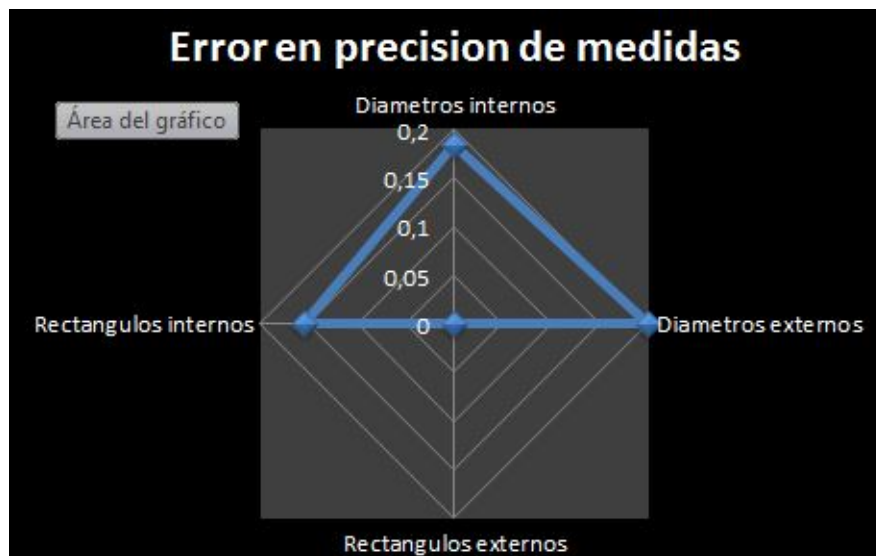 Error en precision de medidas
Diametros internos
Área del gráfico
0,2
0,15
0,1
0,05
0
Rectangulos internos
Diametros externos
Rectangulos externos